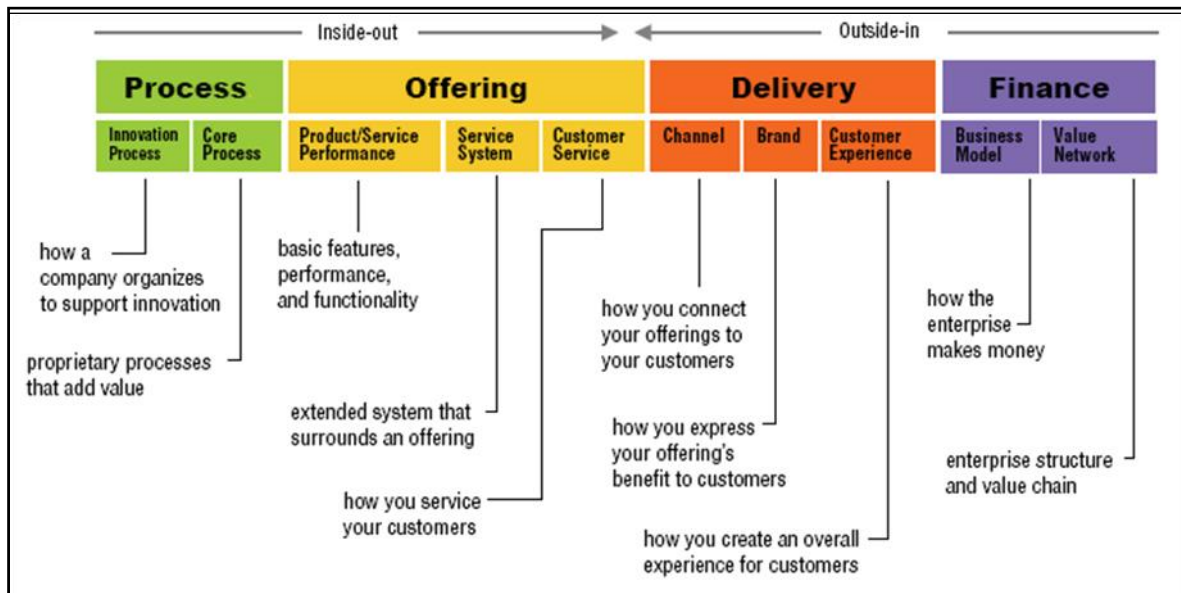 Inside-out
Outside-in
Process
Offering
Delivery
Finance
Innovation
Process
Core
Process
Product/Service
Performance
Service
System
Customer
Service
Channel
Brand
Customer
Experience
Business
Model
Value
Network
how a
company organizes
to support innovation
proprietary processes
that add value
basic features,
performance,
and functionality
extended system that
surrounds an offering
how you service
your customers
how you connect
your offerings to
your customers
how you express
your offering's
benefit to customers
how you create an overall
experience for customers
how the
enterprise
makes money
enterprise structure
and value chain